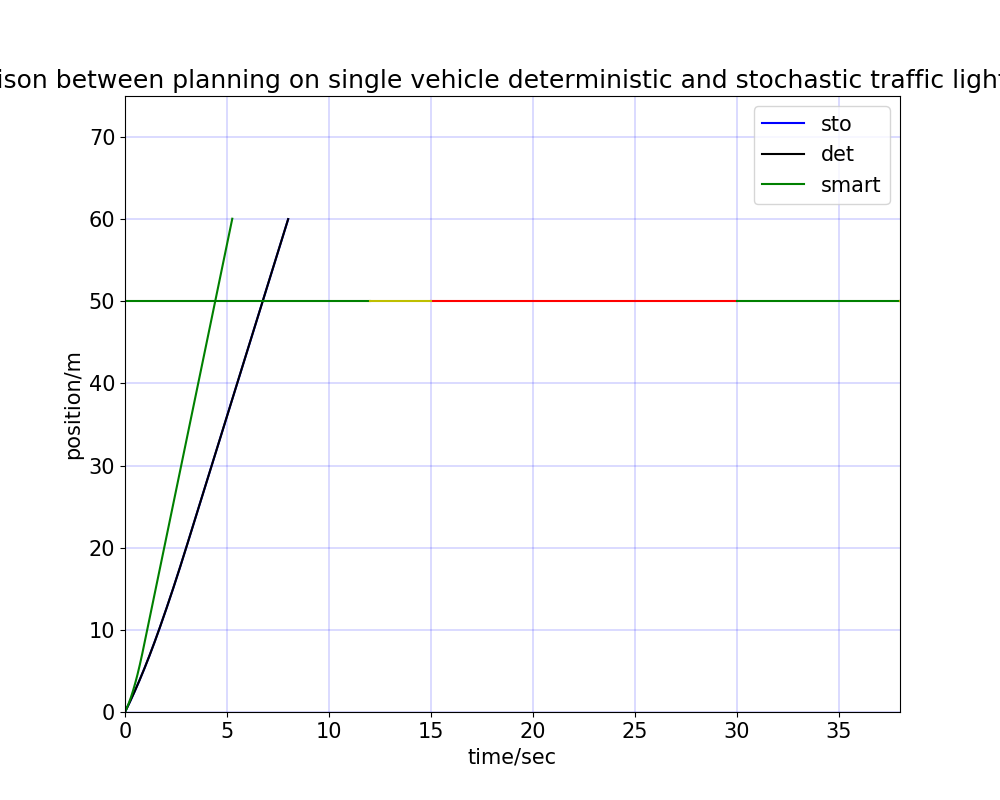 ison between planning on single vehicle deterministic and stochastic traffic ligh
sto
det
smart
70
60
50
40
30
20
10
0
position/m
0 5 10 15 20 25 30 35
time/sec